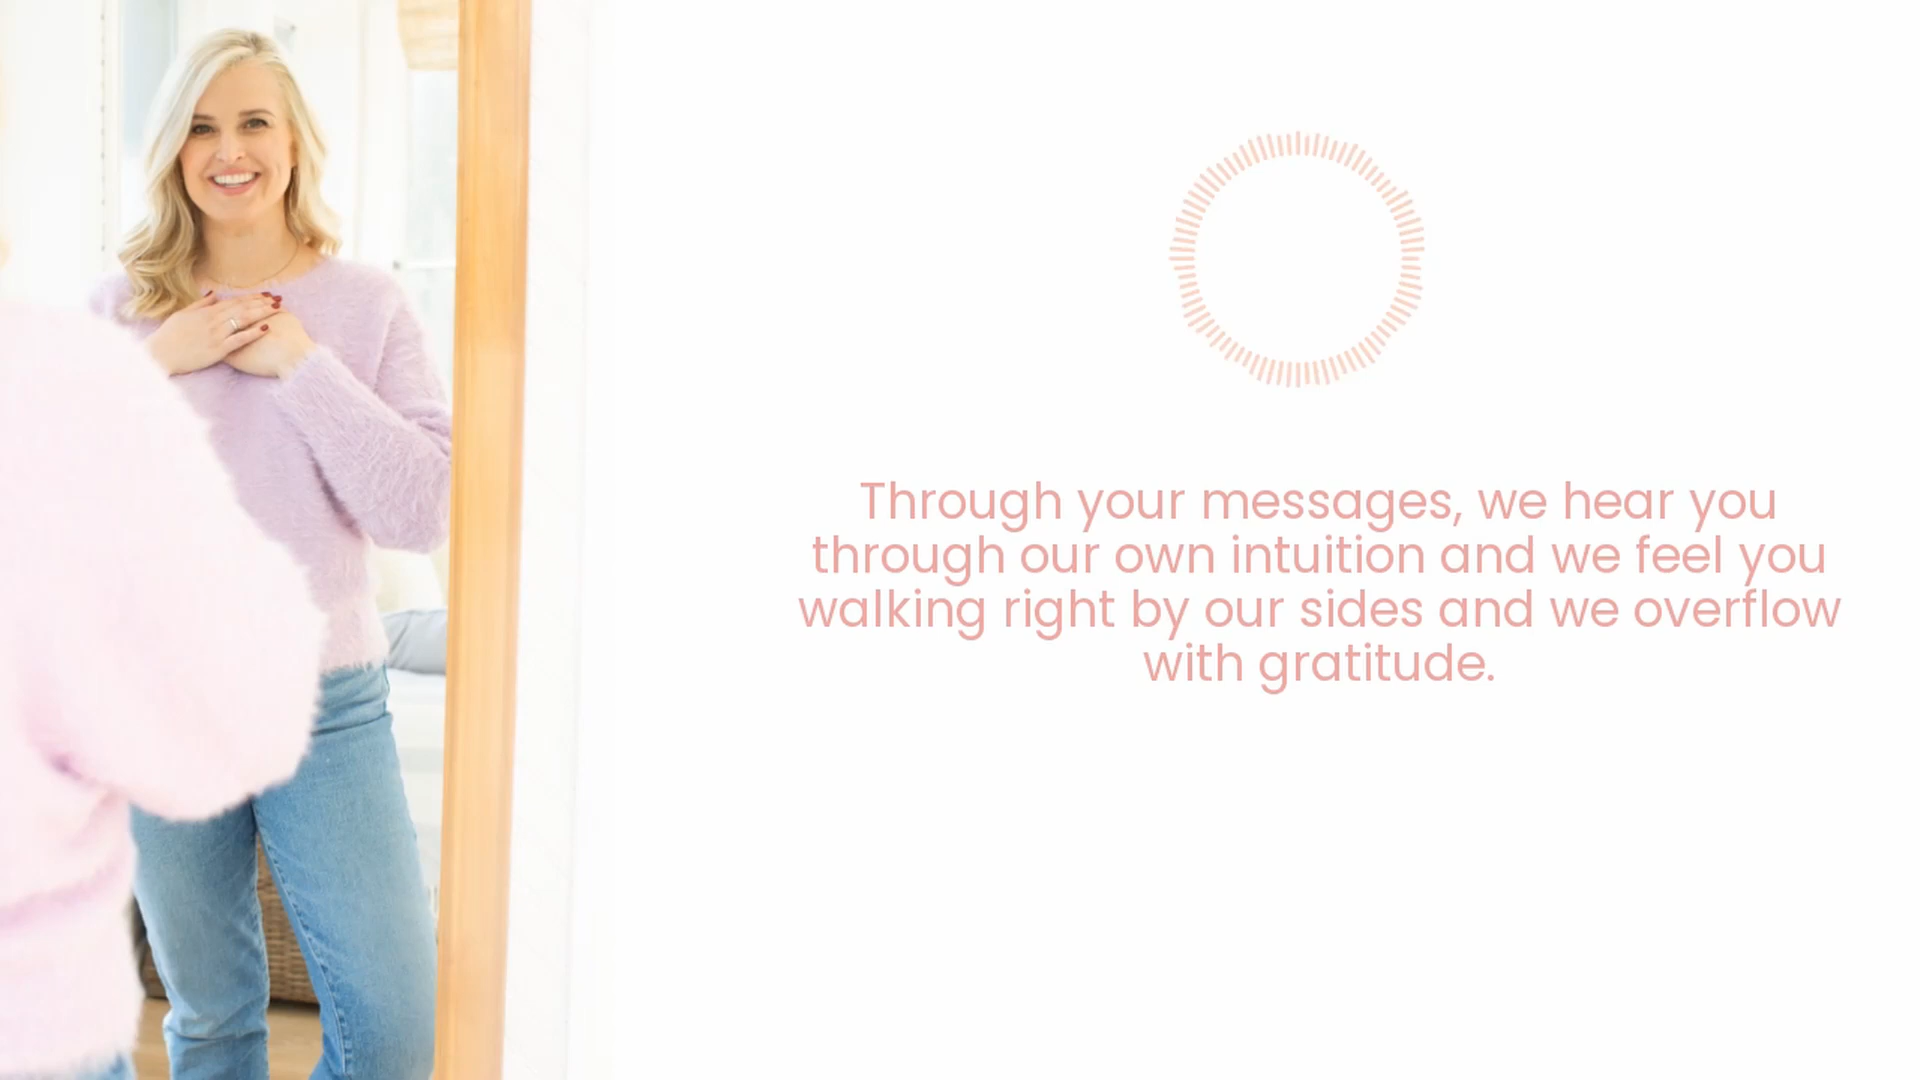 Through your messages, we hear you
through our own intuition and we feel you
walking right by our sides and we overflow
with gratitude.